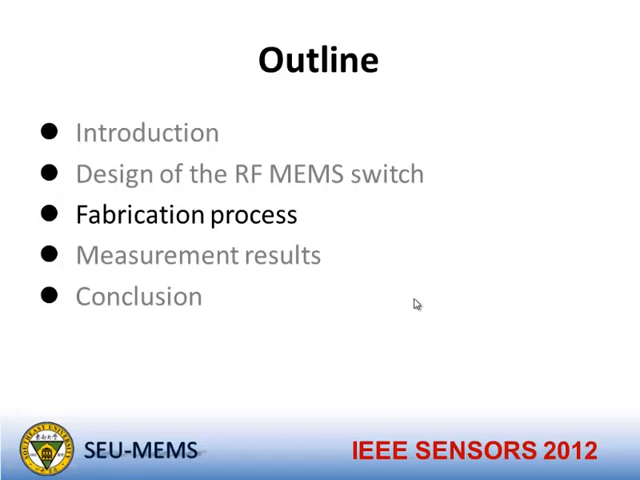 Outline
Introduction
Design of the RF MEMS switch
Fabrication process
Measurement results
Conclusion
SEU-MEMS
IEEE SENSORS 2012